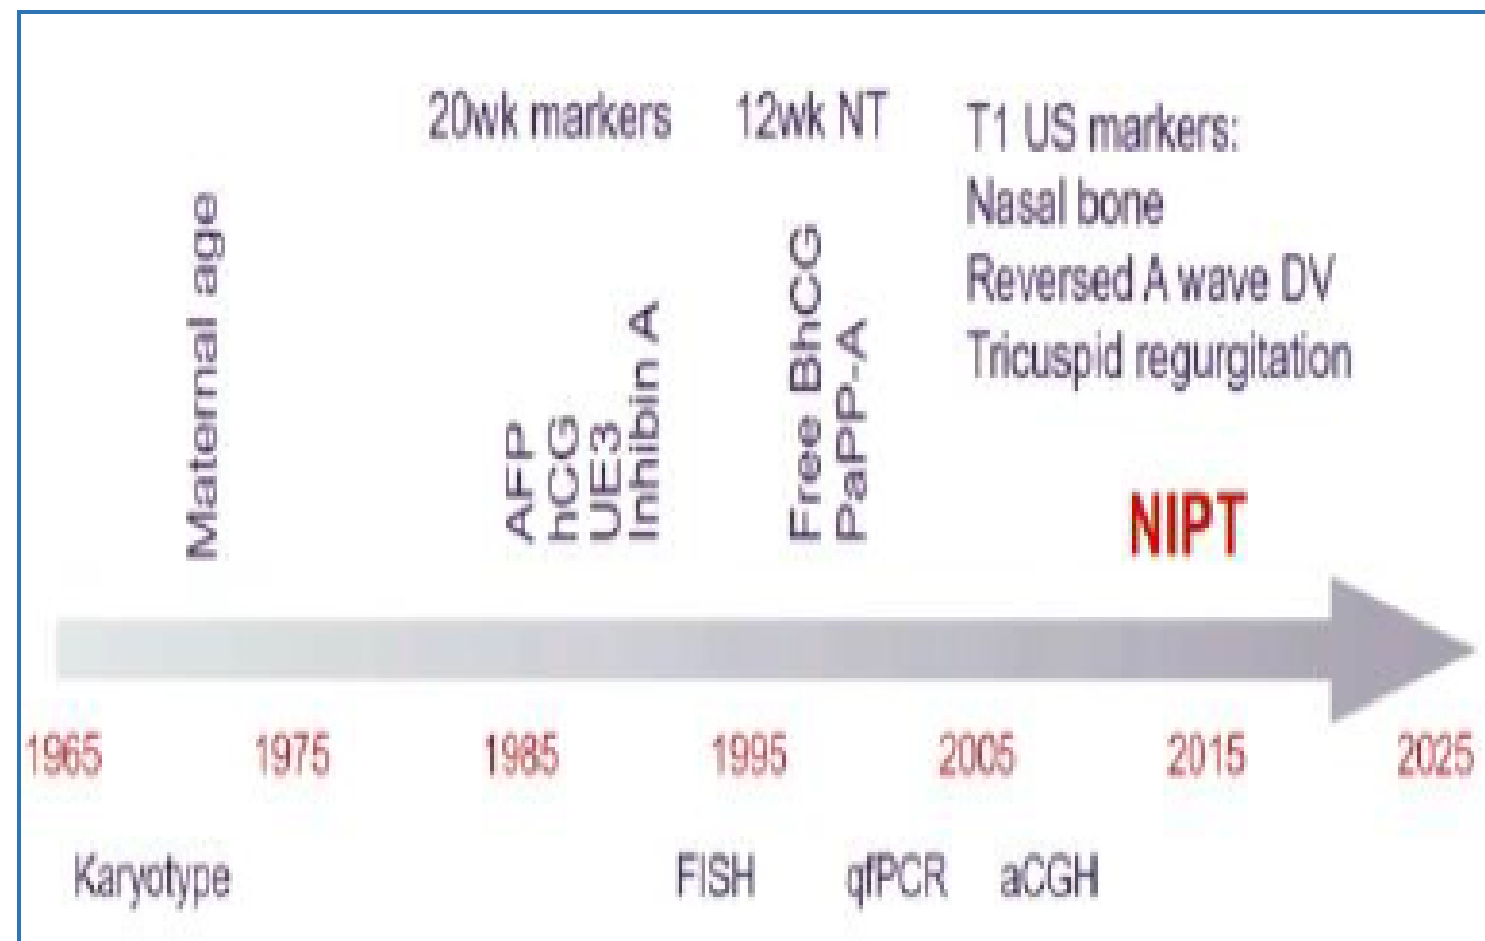 20wk markers
12wk NT
T1 US markers:
Nasal bone
Reversed A wave DV
Tricuspid regurgitation
Maternal age
AFP
hCG
UE3
Inhibin A
Free BhCG
PaPP-A
NIPT
1965
1975
1985
1995
2005
2015
2025
Karyotype
FISH
qfPCR
aCGH